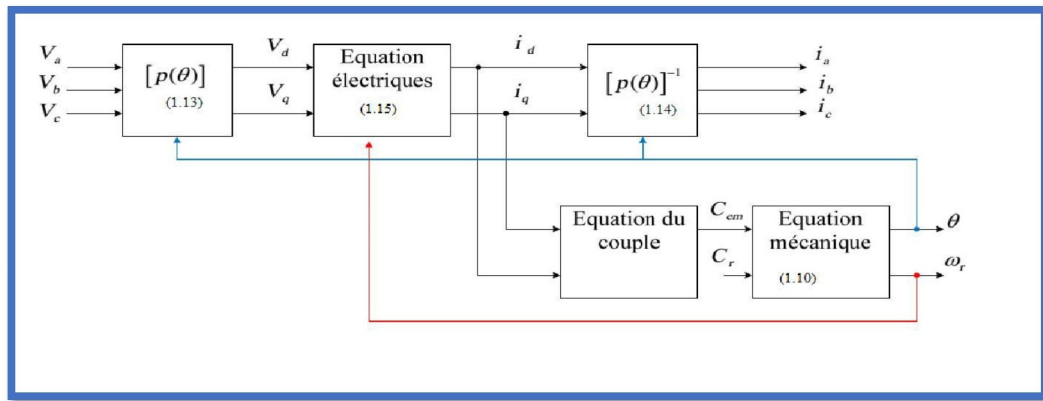 V_a
V_b
V_c
[p(θ)]
(1.13)
V_d
V_q
Equation
électriques
(1.15)
i_d
i_q
[p(θ)]^{-1}
(1.14)
i_a
i_b
i_c
Equation du
couple
C_em
C_r
Equation
mécanique
(1.10)
θ
ω_r